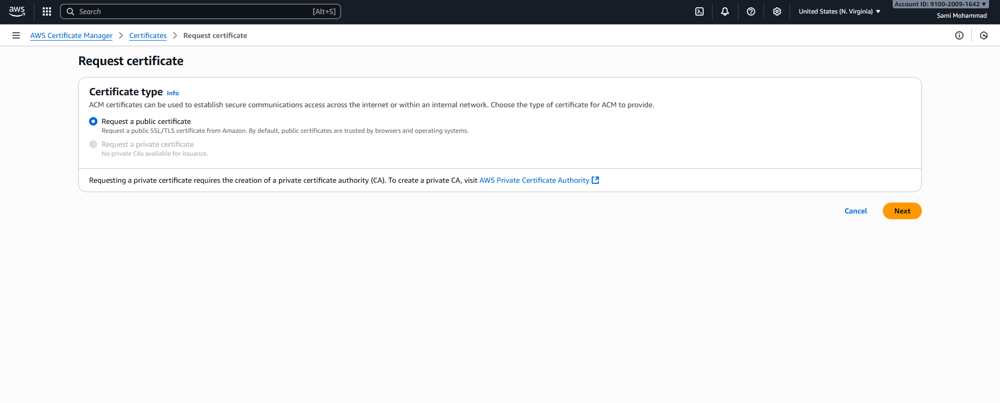 aws
Search [Alt+S]
United States (N. Virginia)
Account ID: 9100-2009-1642
Sami Mohammad
AWS Certificate Manager
Certificates
Request certificate
Request certificate
Certificate type Info
ACM certificates can be used to establish secure communications access across the internet or within an internal network. Choose the type of certificate for ACM to provide.
Request a public certificate
Request a public SSL/TLS certificate from Amazon. By default, public certificates are trusted by browsers and operating systems.
Request a private certificate
No private CAs available for issuance.
Requesting a private certificate requires the creation of a private certificate authority (CA). To create a private CA, visit AWS Private Certificate Authority
Cancel
Next